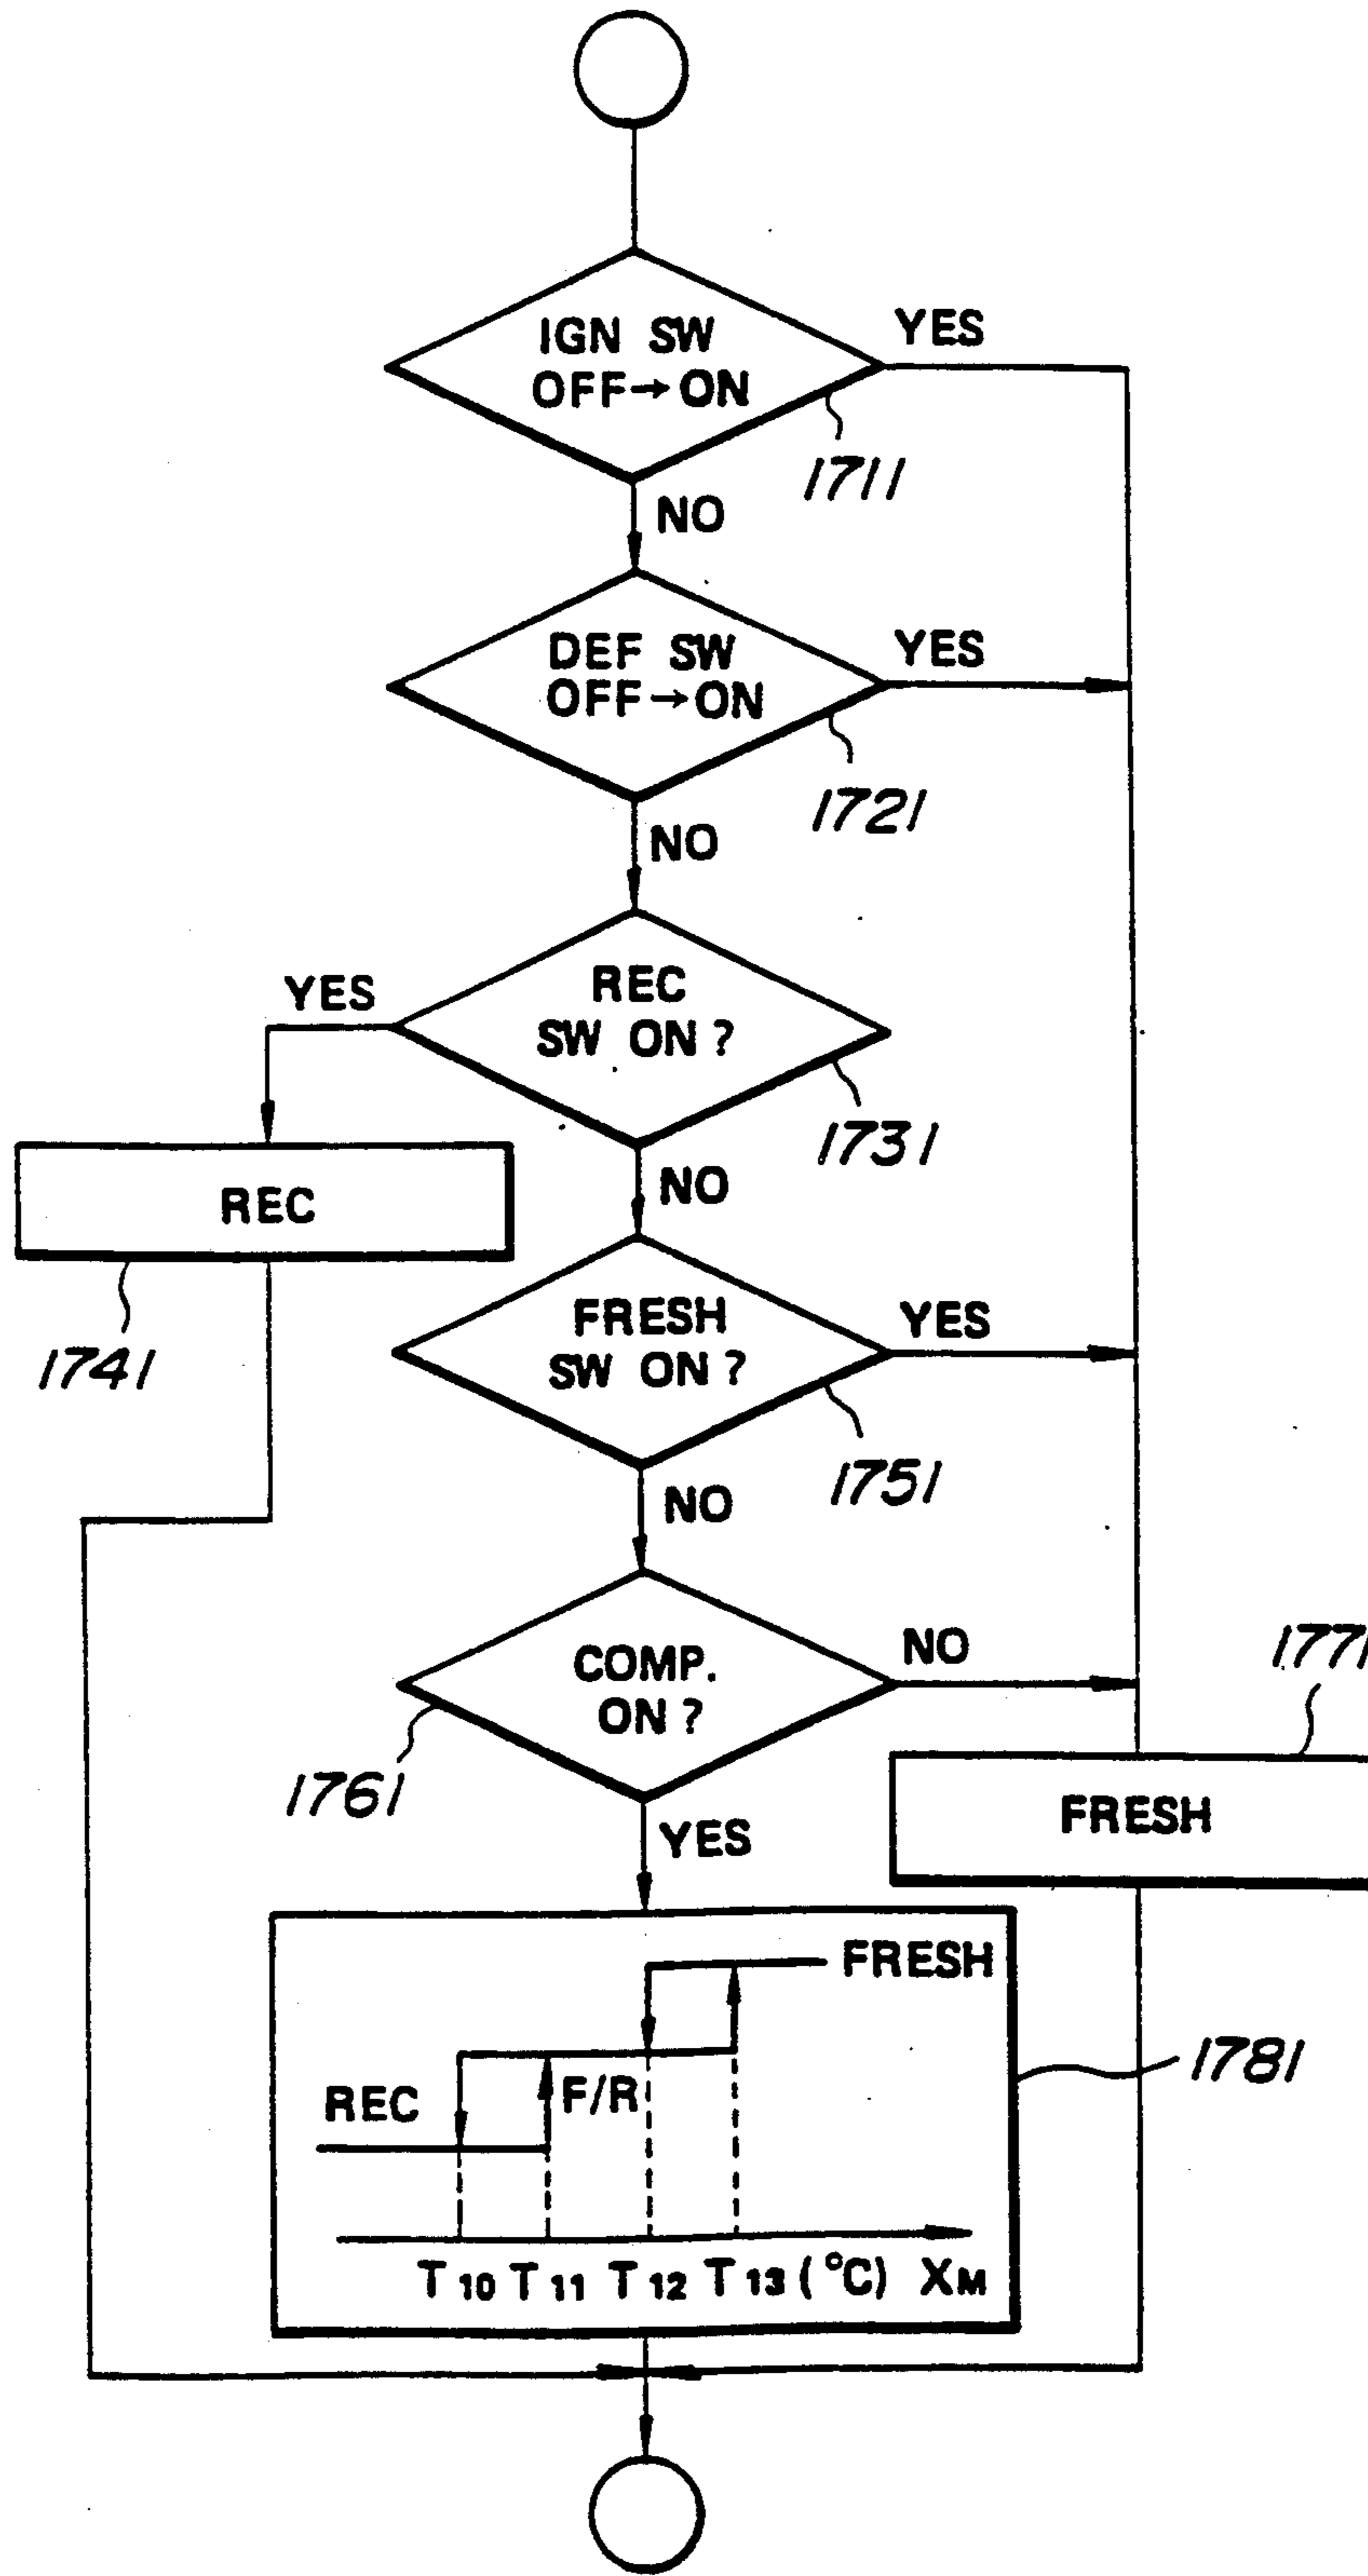 IGN SW
OFF→ON
YES
1711
NO
DEF SW
OFF→ON
YES
1721
NO
REC
SW ON ?
YES
1731
NO
REC
1741
FRESH
SW ON ?
YES
1751
NO
COMP.
ON ?
NO
1761
YES
1771
FRESH
FRESH
F/R
REC
1781
T10 T11 T12 T13 (°C) XM